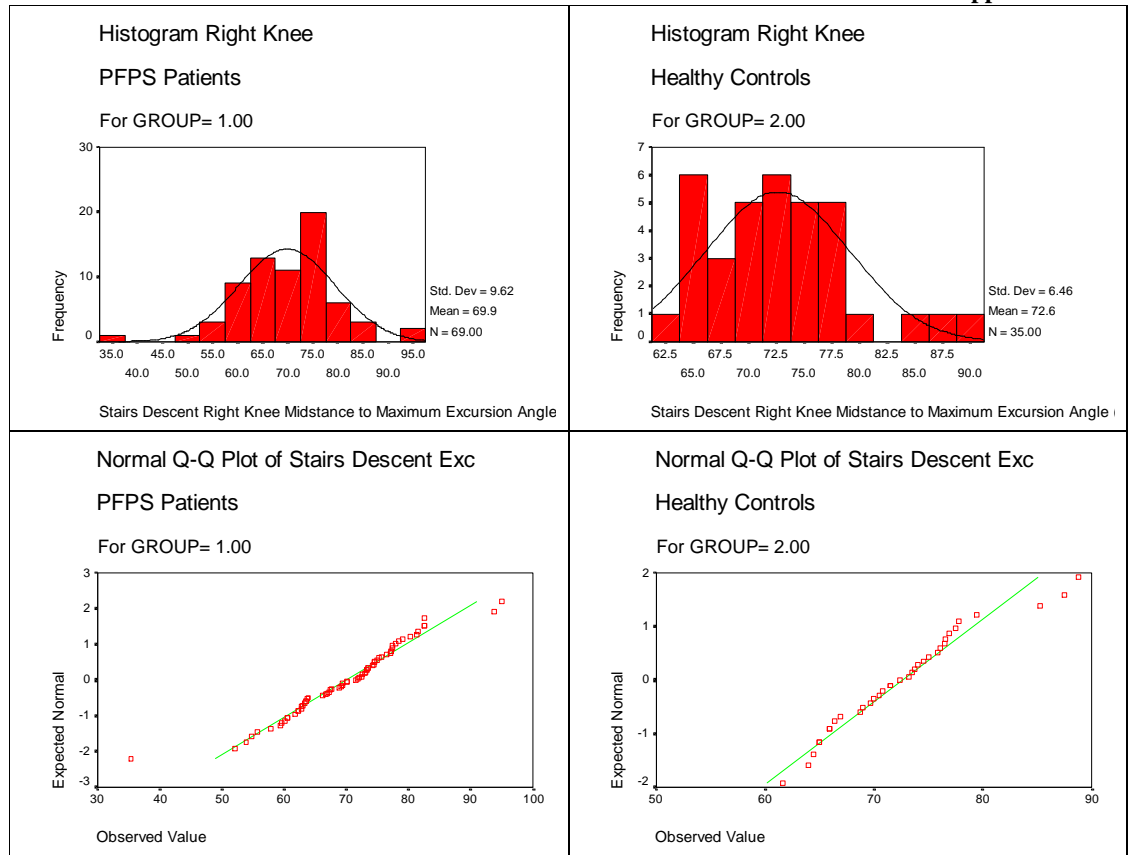 Histogram Right Knee
PFPS Patients
For GROUP= 1.00
30
20
10
0
Frequency
Std. Dev = 9.62
Mean = 69.9
N = 69.00
35.0 45.0 55.0 65.0 75.0 85.0 95.0
40.0 50.0 60.0 70.0 80.0 90.0
Stairs Descent Right Knee Midstance to Maximum Excursion Angle
Histogram Right Knee
Healthy Controls
For GROUP= 2.00
7
6
5
4
3
2
1
0
Frequency
Std. Dev = 6.46
Mean = 72.6
N = 35.00
62.5 67.5 72.5 77.5 82.5 87.5
65.0 70.0 75.0 80.0 85.0 90.0
Stairs Descent Right Knee Midstance to Maximum Excursion Angle (
Normal Q-Q Plot of Stairs Descent Exc
PFPS Patients
For GROUP= 1.00
3
2
1
0
-1
-2
-3
Expected Normal
30 40 50 60 70 80 90 100
Observed Value
Normal Q-Q Plot of Stairs Descent Exc
Healthy Controls
For GROUP= 2.00
2
1
0
-1
-2
Expected Normal
50 60 70 80 90
Observed Value